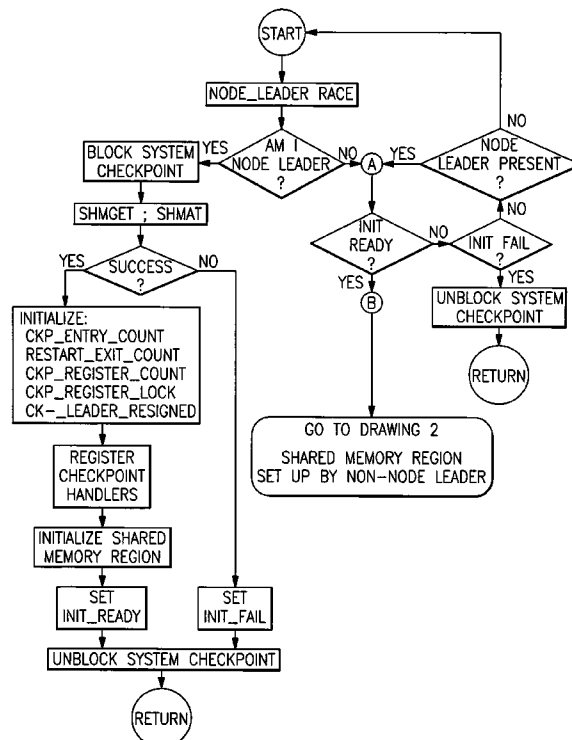 START
NODE_LEADER RACE
AM I
NODE LEADER
?
YES
NO
BLOCK SYSTEM
CHECKPOINT
SHMGET ; SHMAT
SUCCESS
?
YES
NO
INITIALIZE:
CKP_ENTRY_COUNT
RESTART_EXIT_COUNT
CKP_REGISTER_COUNT
CKP_REGISTER_LOCK
CK-_LEADER_RESIGNED
REGISTER
CHECKPOINT
HANDLERS
INITIALIZE SHARED
MEMORY REGION
SET
INIT_READY
SET
INIT_FAIL
UNBLOCK SYSTEM CHECKPOINT
RETURN
A
YES
NODE
LEADER PRESENT
?
NO
INIT
READY
?
NO
YES
INIT FAIL
?
NO
YES
UNBLOCK SYSTEM
CHECKPOINT
RETURN
B
GO TO DRAWING 2
SHARED MEMORY REGION
SET UP BY NON-NODE LEADER